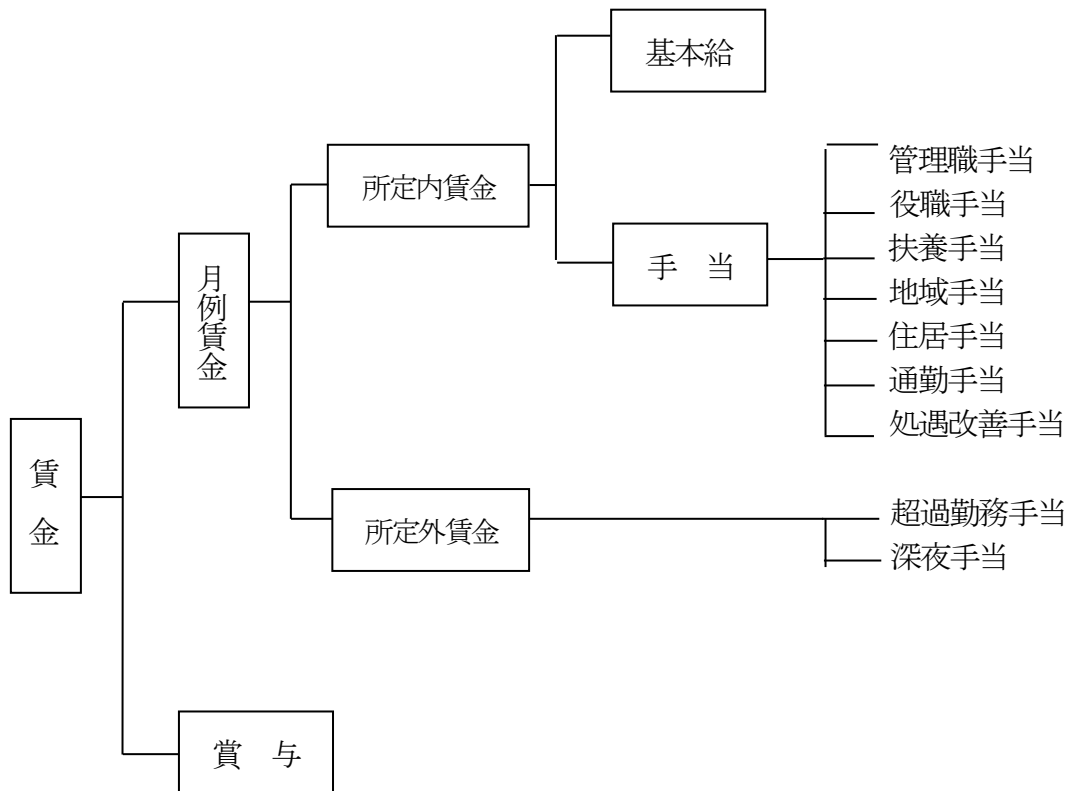 基本給
所定内賃金
管理職手当
役職手当
扶養手当
地域手当
住居手当
通勤手当
処遇改善手当
手 当
月例賃金
賃金
所定外賃金
超過勤務手当
深夜手当
賞 与